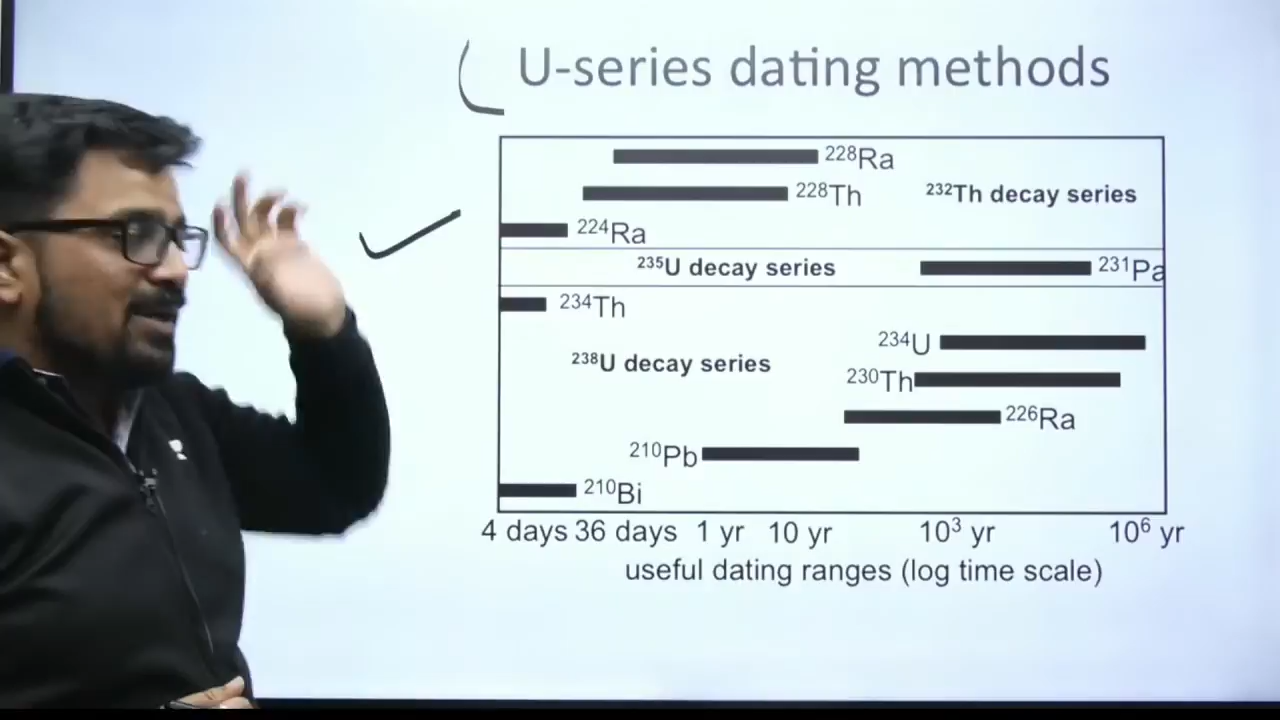 U-series dating methods
²²⁸Ra
²²⁸Th
²³²Th decay series
²²⁴Ra
²³⁵U decay series
²³¹Pa
²³⁴Th
²³⁴U
²³⁸U decay series
²³⁰Th
²²⁶Ra
²¹⁰Pb
²¹⁰Bi
4 days 36 days 1 yr 10 yr 10³ yr 10⁶ yr
useful dating ranges (log time scale)